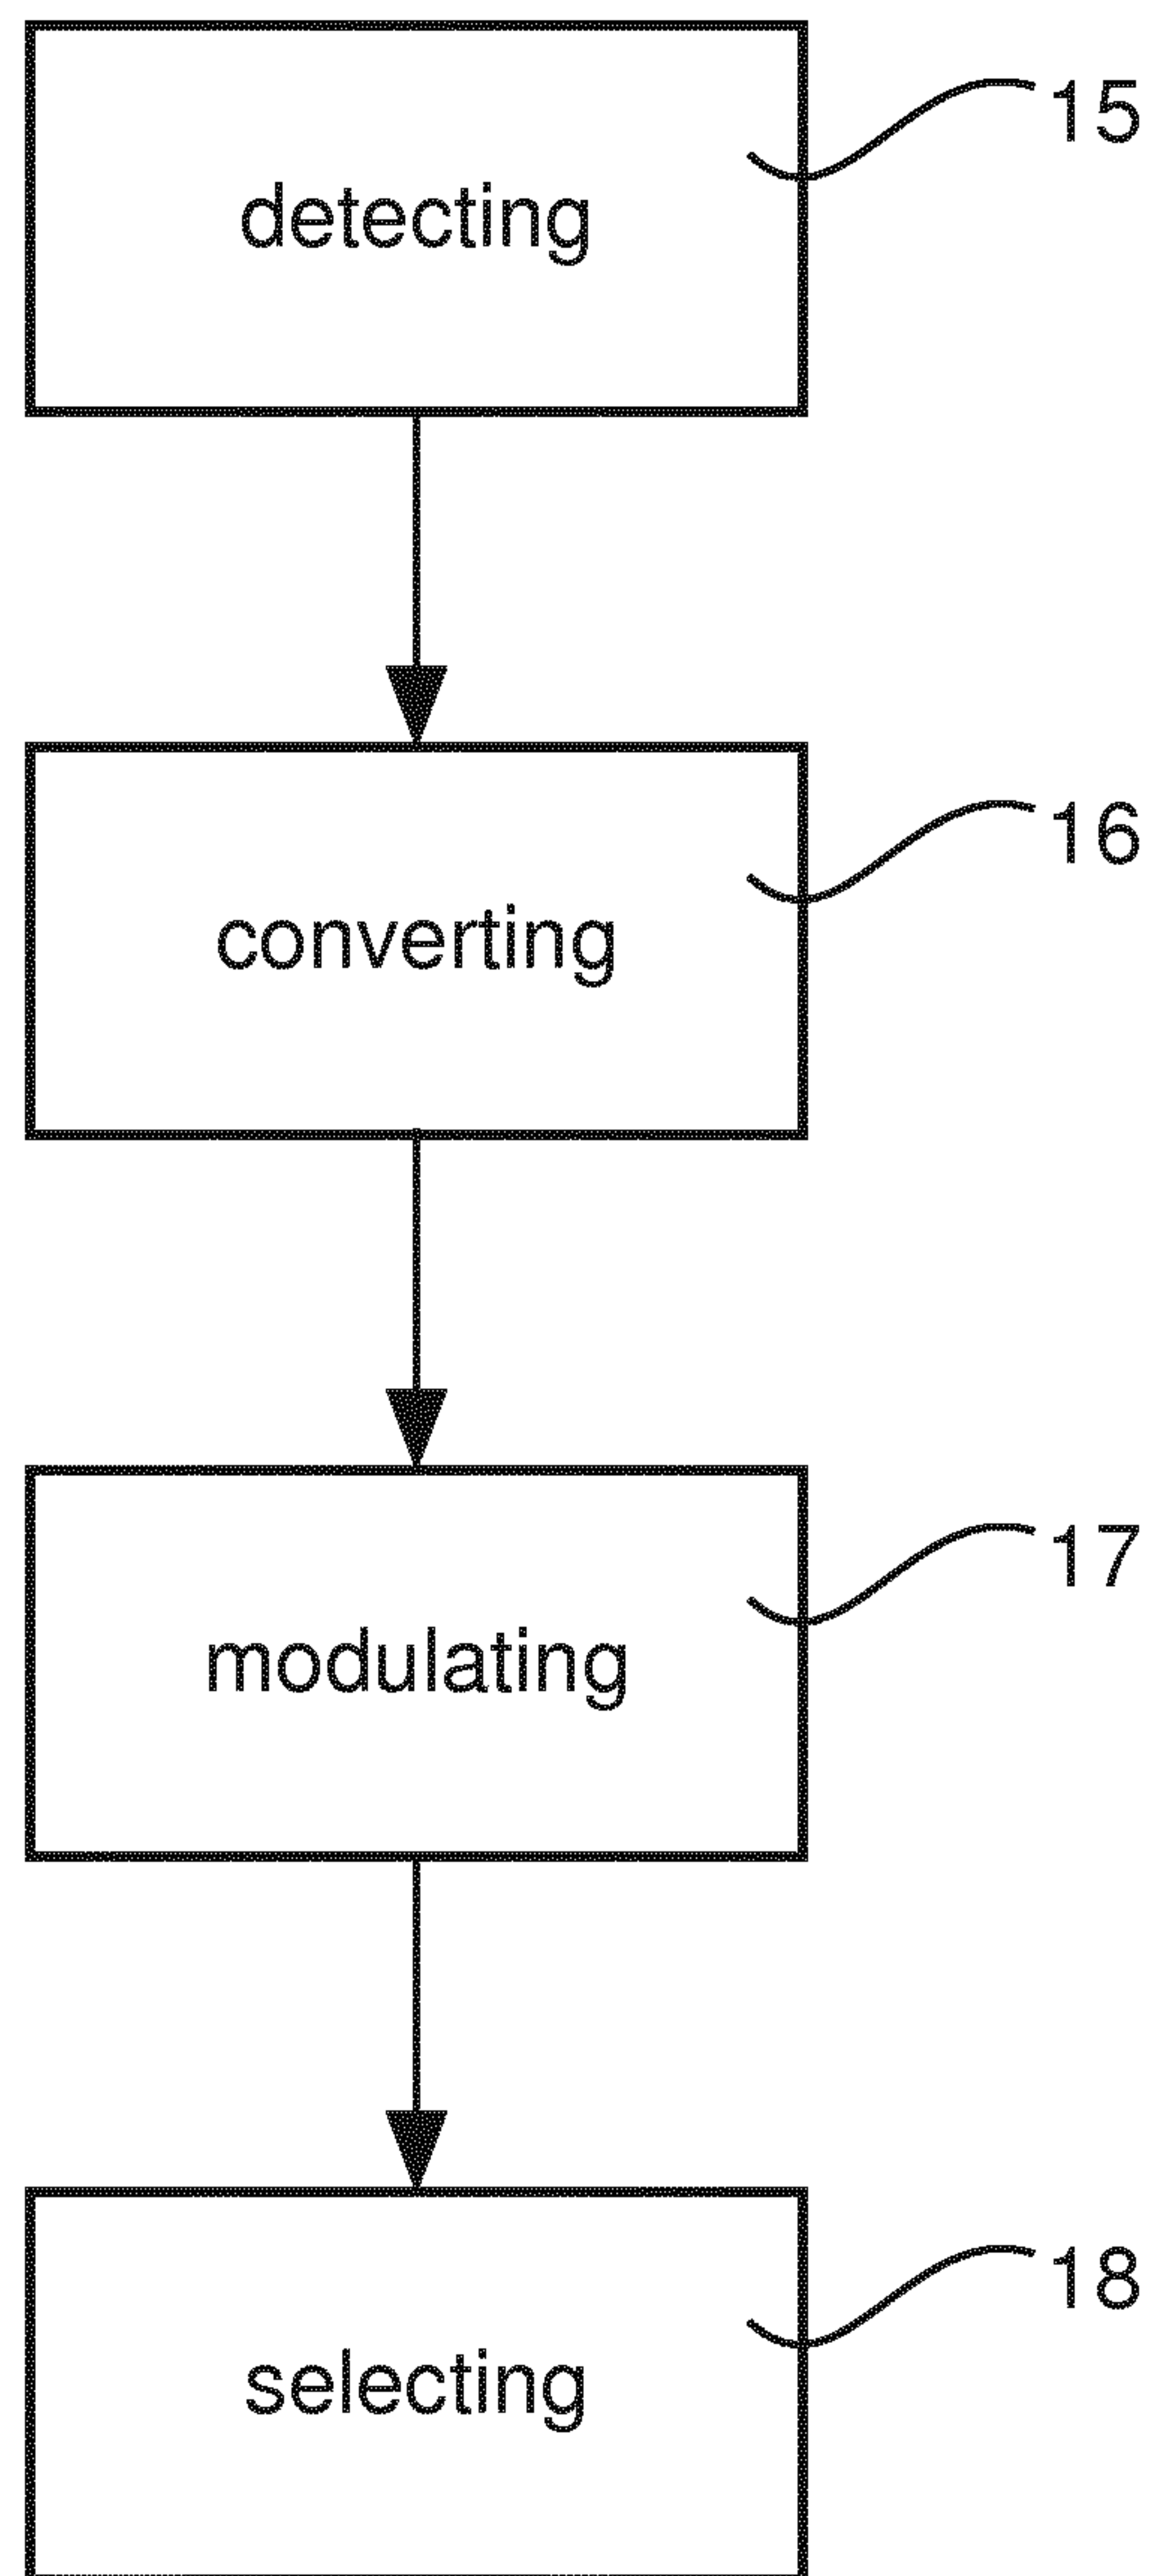 15
detecting
16
converting
17
modulating
18
selecting